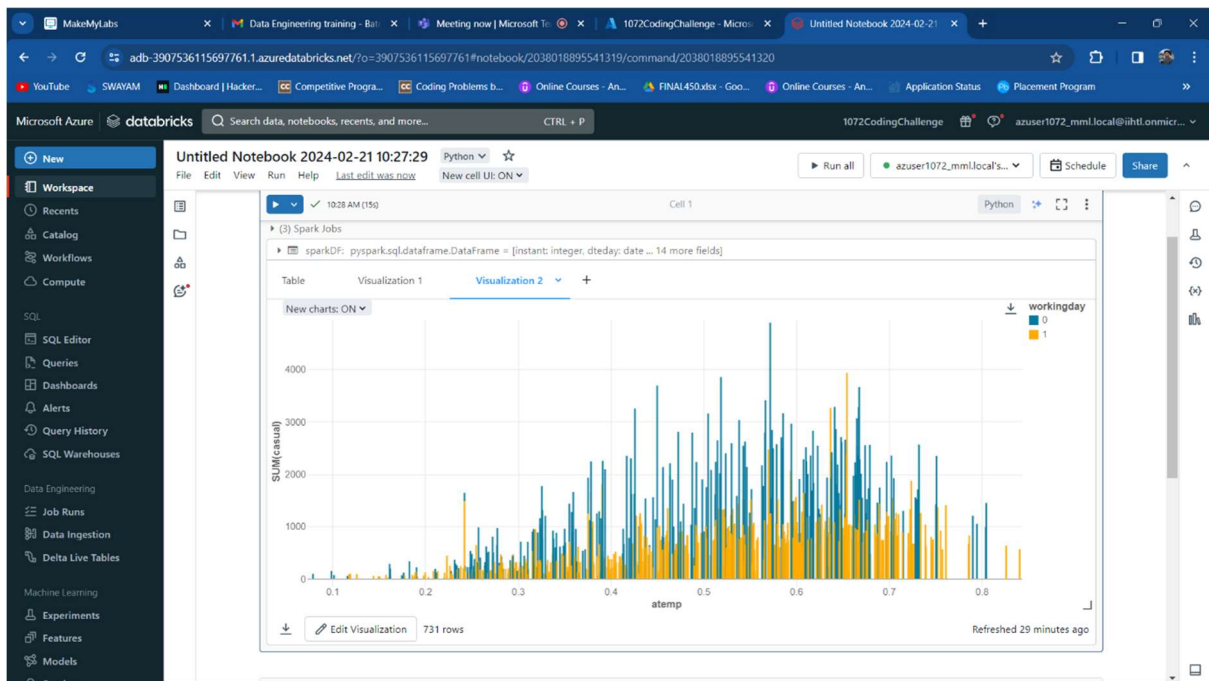 MakeMyLabs
Data Engineering training - Bat
Meeting now | Microsoft Te
1072CodingChallenge - Micros
Untitled Notebook 2024-02-21
adb-3907536115697761.1.azuredatabricks.net/?o=3907536115697761#notebook/2038018895541319/command/2038018895541320
YouTube
SWAYAM
Dashboard | Hacker...
Competitive Progra...
Coding Problems b...
Online Courses - An...
FINAL450.xlsx - Goo...
Online Courses - An...
Application Status
Placement Program
»
Microsoft Azure
databricks
Search data, notebooks, recents, and more...
CTRL + P
1072CodingChallenge
azuser1072_mml.local@iihtl.onmicr...
New
Workspace
Recents
Catalog
Workflows
Compute
SQL
SQL Editor
Queries
Dashboards
Alerts
Query History
SQL Warehouses
Data Engineering
Job Runs
Data Ingestion
Delta Live Tables
Machine Learning
Experiments
Features
Models
Untitled Notebook 2024-02-21 10:27:29
Python
File Edit View Run Help Last edit was now
New cell UI: ON
Run all
azuser1072_mml.local's...
Schedule
Share
10:28 AM (15s)
Cell 1
Python
(3) Spark Jobs
sparkDF: pyspark.sql.dataframe.DataFrame = [instant: integer, dteday: date ... 14 more fields]
Table
Visualization 1
Visualization 2
+
New charts: ON
workingday
0
1
SUM(casual)
4000
3000
2000
1000
0
0.1 0.2 0.3 0.4 0.5 0.6 0.7 0.8
atemp
Edit Visualization
731 rows
Refreshed 29 minutes ago